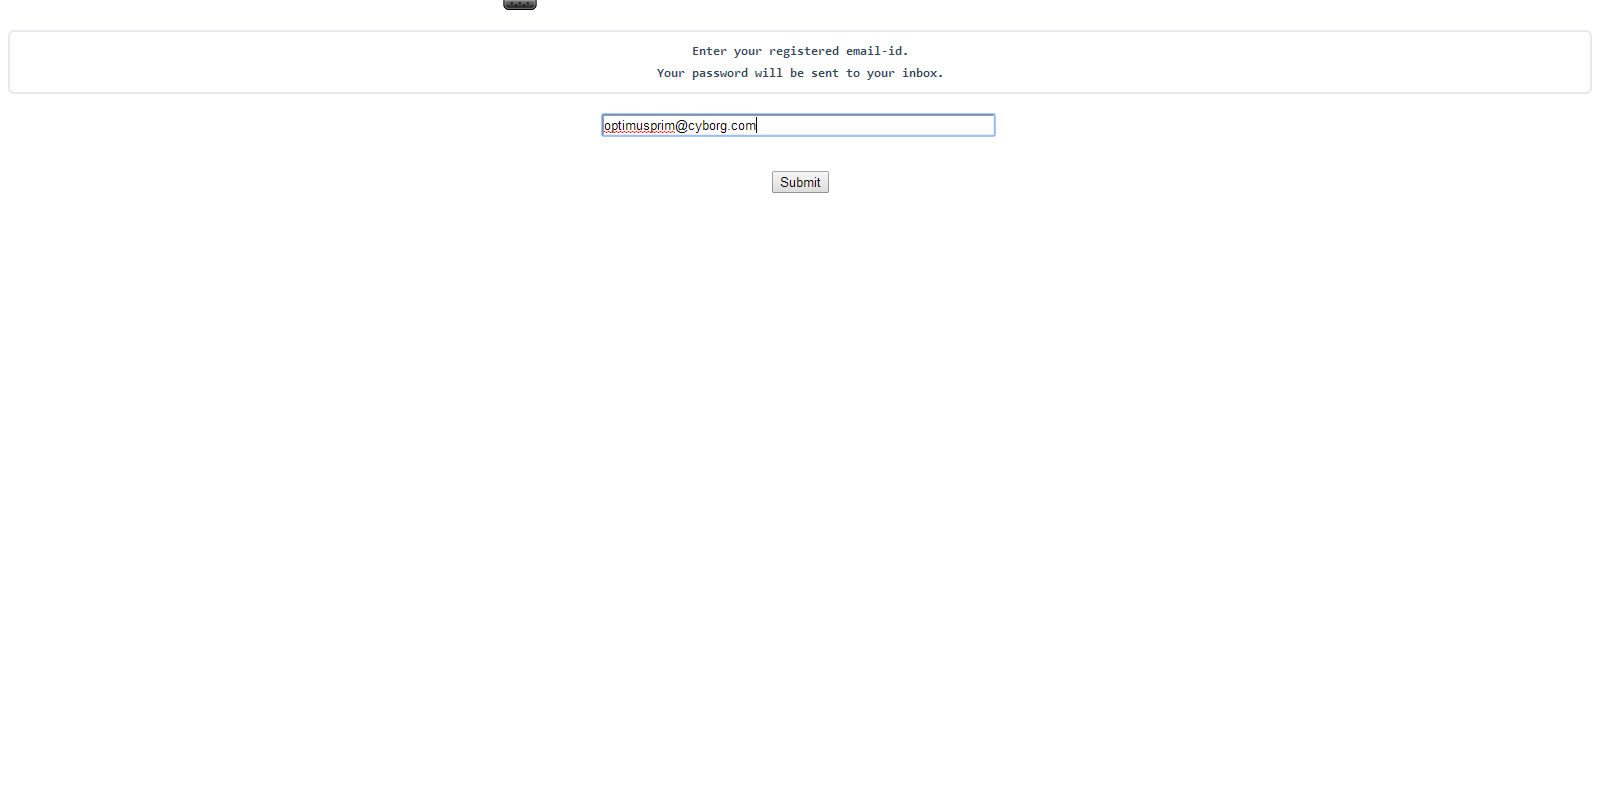 Enter your registered email-id.
Your password will be sent to your inbox.
optimusprim@cyborg.com
Submit